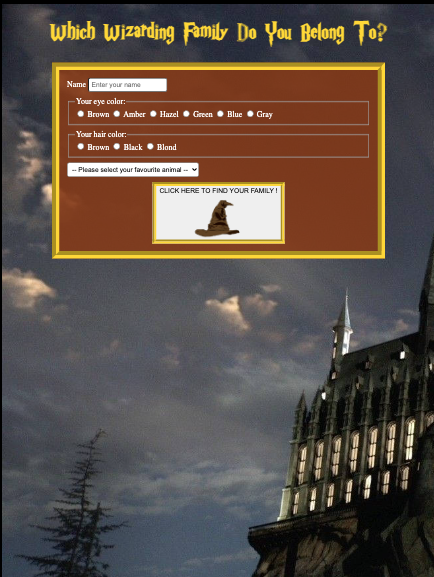 Which Wizarding Family Do You Belong To?
Name Enter your name
Your eye color:
Brown Amber Hazel Green Blue Gray
Your hair color:
Brown Black Blond
-- Please select your favourite animal --
CLICK HERE TO FIND YOUR FAMILY !